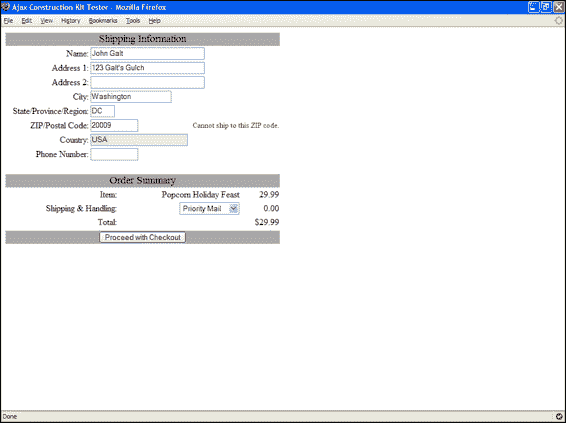 Ajax Construction Kit Tester - Mozilla Firefox
File Edit View History Bookmarks Tools Help
Shipping Information
Name: John Galt
Address 1: 123 Galt's Gulch
Address 2:
City: Washington
State/Province/Region: DC
ZIP/Postal Code: 20009 Cannot ship to this ZIP code.
Country: USA
Phone Number:
Order Summary
Item: Popcorn Holiday Feast 29.99
Shipping & Handling: Priority Mail 0.00
Total: $29.99
Proceed with Checkout
Done